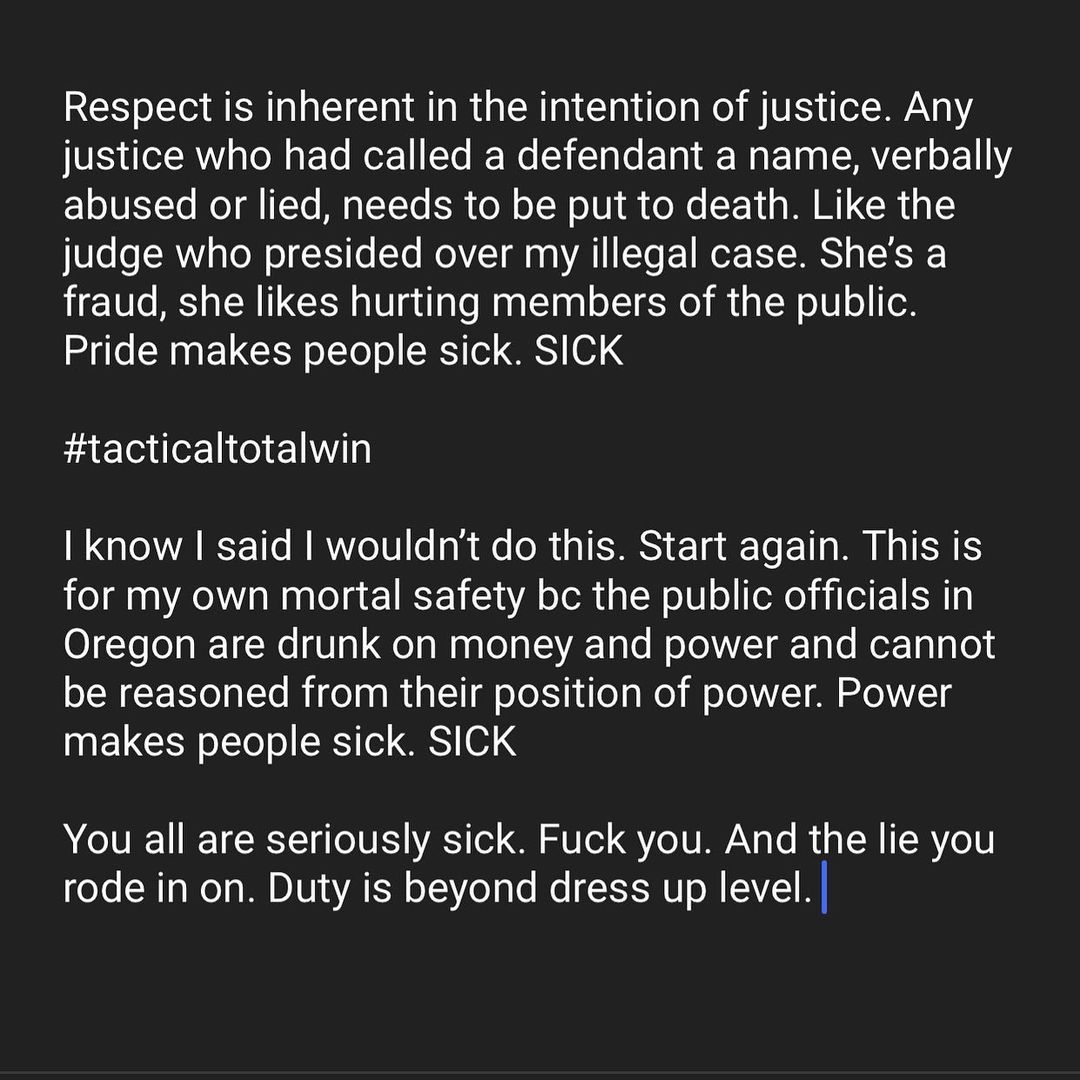 Respect is inherent in the intention of justice. Any
justice who had called a defendant a name, verbally
abused or lied, needs to be put to death. Like the
judge who presided over my illegal case. She’s a
fraud, she likes hurting members of the public.
Pride makes people sick. SICK
#tacticaltotalwin
I know I said I wouldn’t do this. Start again. This is
for my own mortal safety bc the public officials in
Oregon are drunk on money and power and cannot
be reasoned from their position of power. Power
makes people sick. SICK
You all are seriously sick. Fuck you. And the lie you
rode in on. Duty is beyond dress up level.